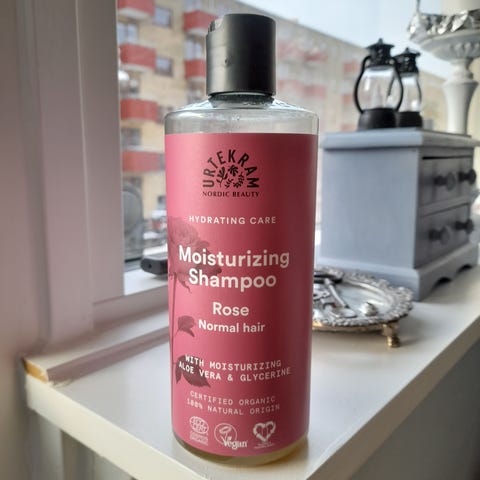 URTEKRAM
NORDIC BEAUTY
HYDRATING CARE
Moisturizing
Shampoo
Rose
Normal hair
WITH MOISTURIZING
ALOE VERA & GLYCERINE
CERTIFIED ORGANIC
100% NATURAL ORIGIN
Vegan